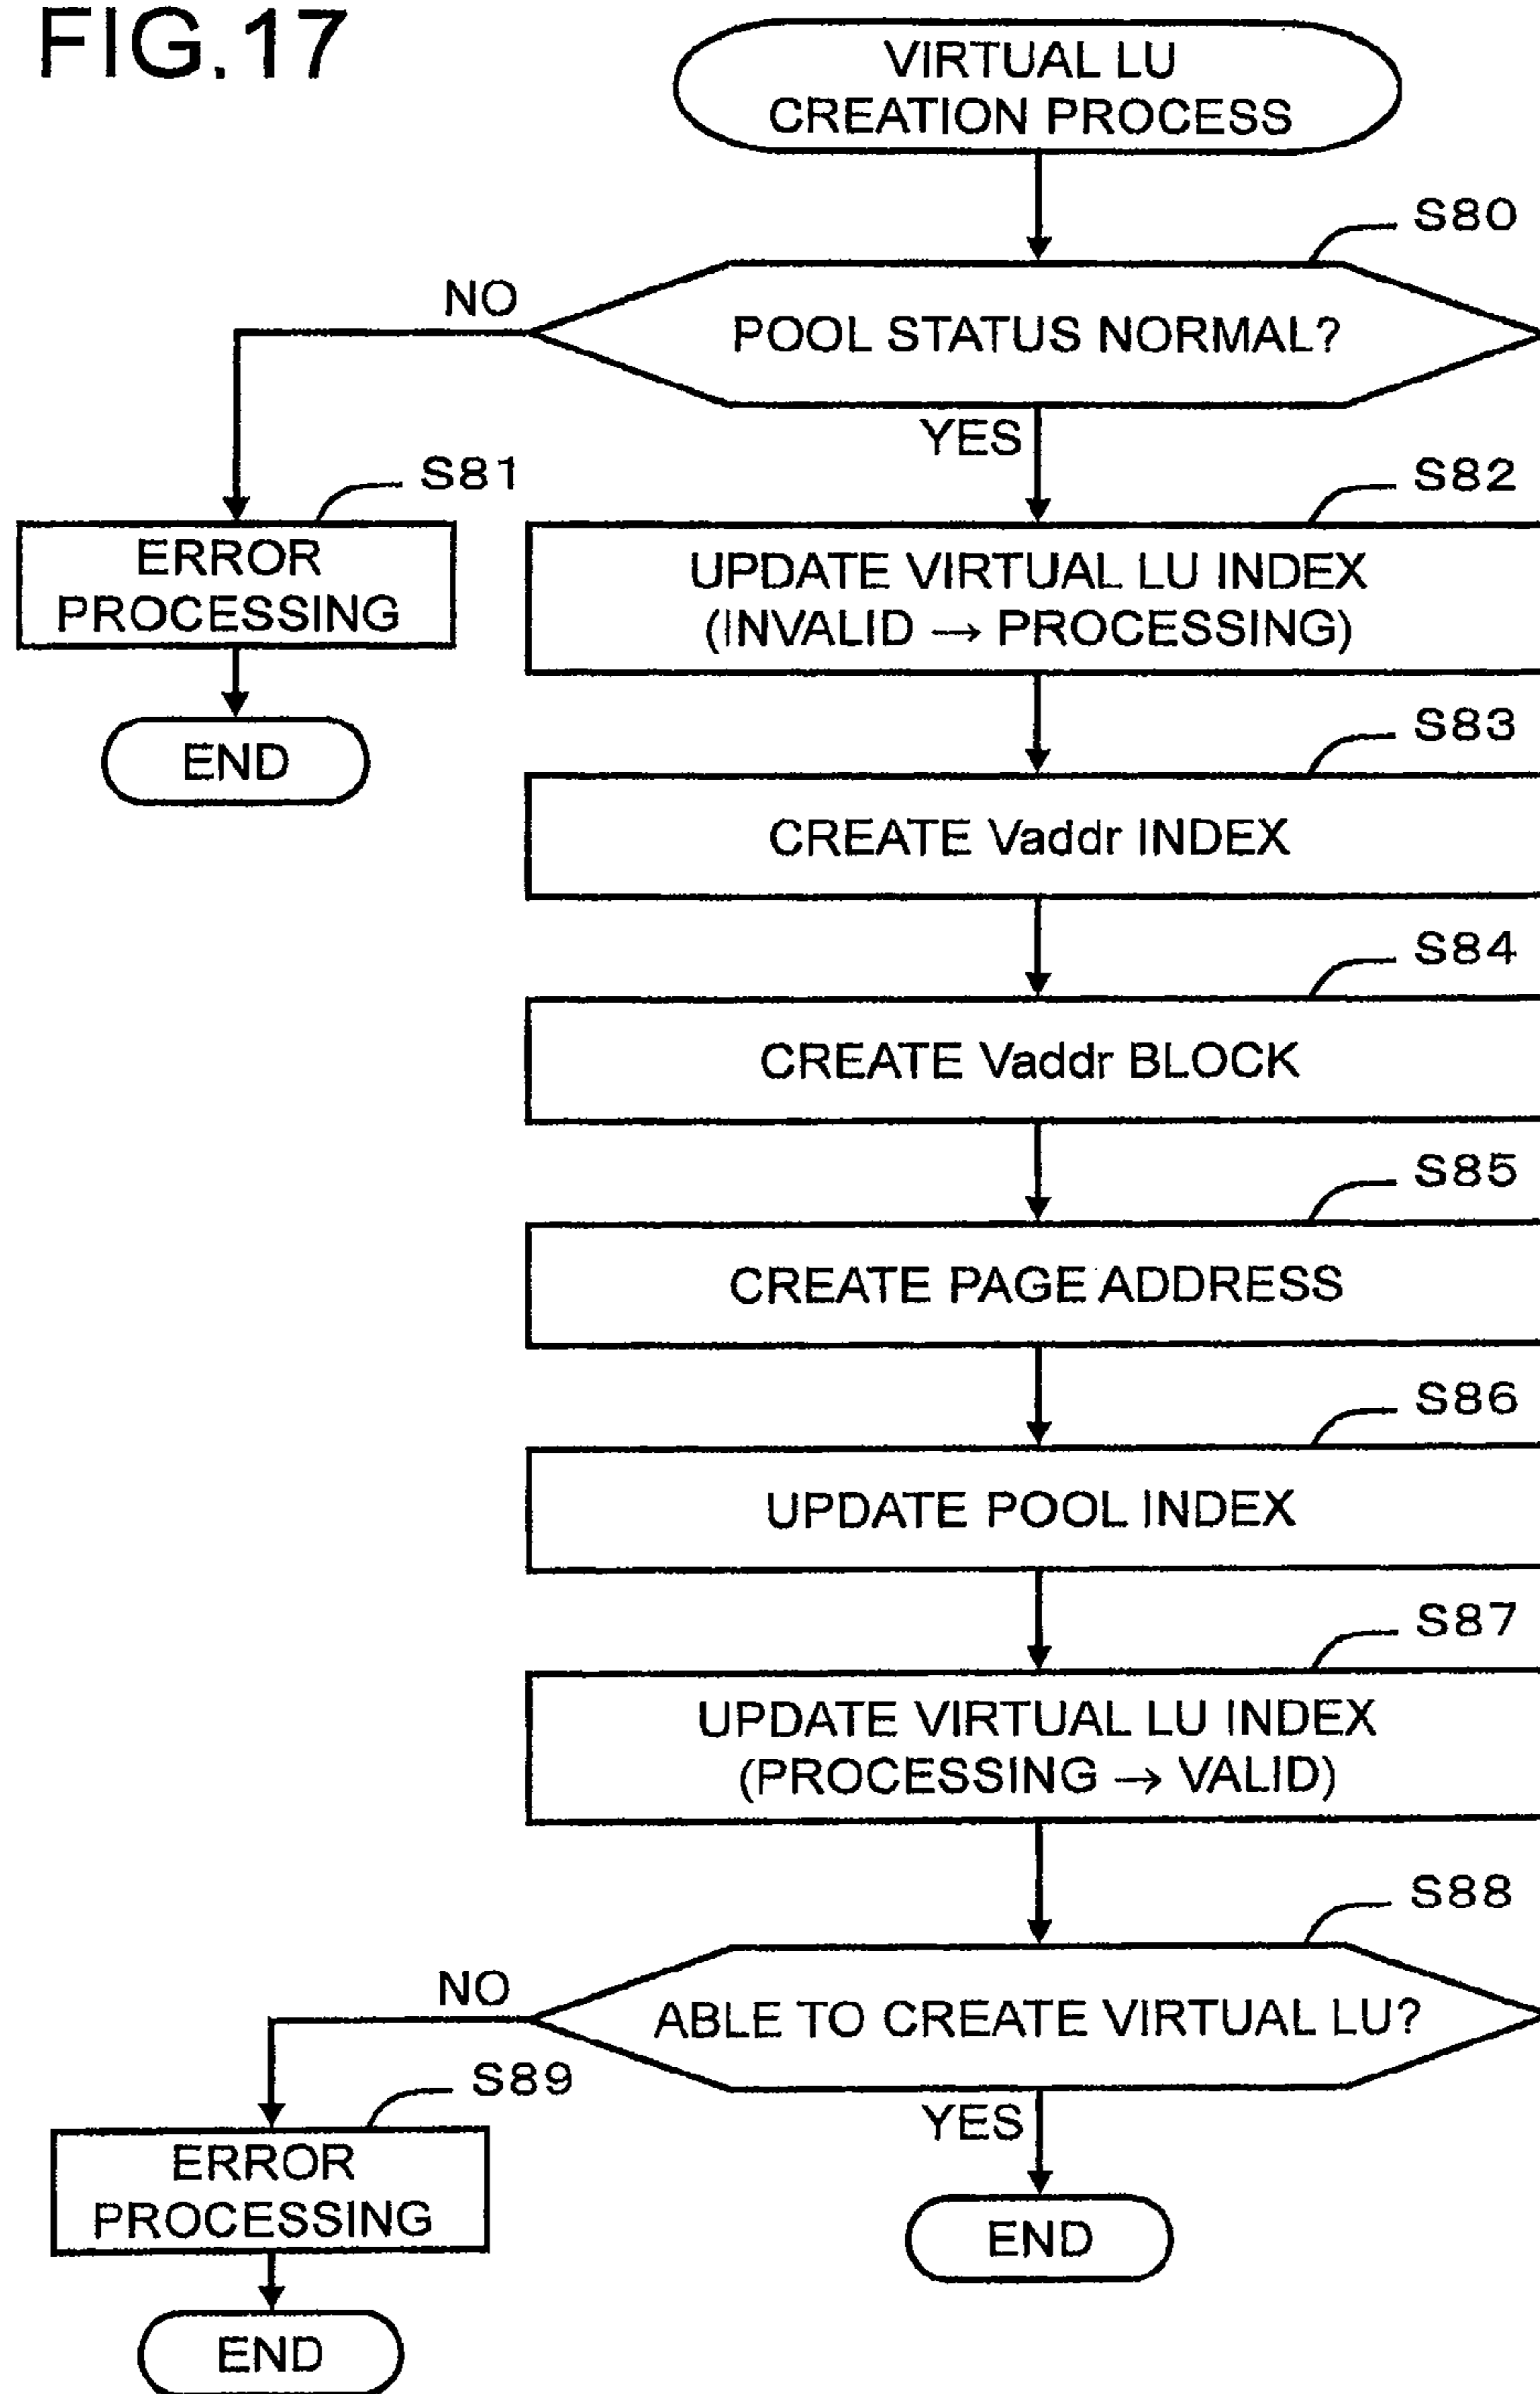 FIG.17
VIRTUAL LU
CREATION PROCESS
S80
NO
POOL STATUS NORMAL?
YES
S81
S82
ERROR
PROCESSING
UPDATE VIRTUAL LU INDEX
(INVALID → PROCESSING)
END
S83
CREATE Vaddr INDEX
S84
CREATE Vaddr BLOCK
S85
CREATE PAGE ADDRESS
S86
UPDATE POOL INDEX
S87
UPDATE VIRTUAL LU INDEX
(PROCESSING → VALID)
S88
NO
ABLE TO CREATE VIRTUAL LU?
S89
YES
ERROR
PROCESSING
END
END